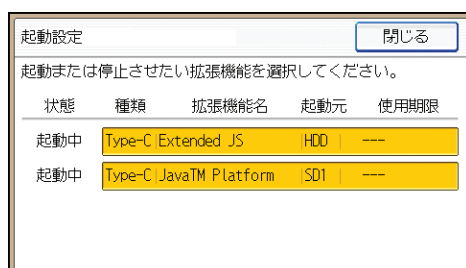 起動設定 閉じる
起動または停止させたい拡張機能を選択してください。
状態 種類 拡張機能名 起動元 使用期限
起動中 Type-C|Extended JS |HDD | ---
起動中 Type-C|JavaTM Platform |SD1 | ---